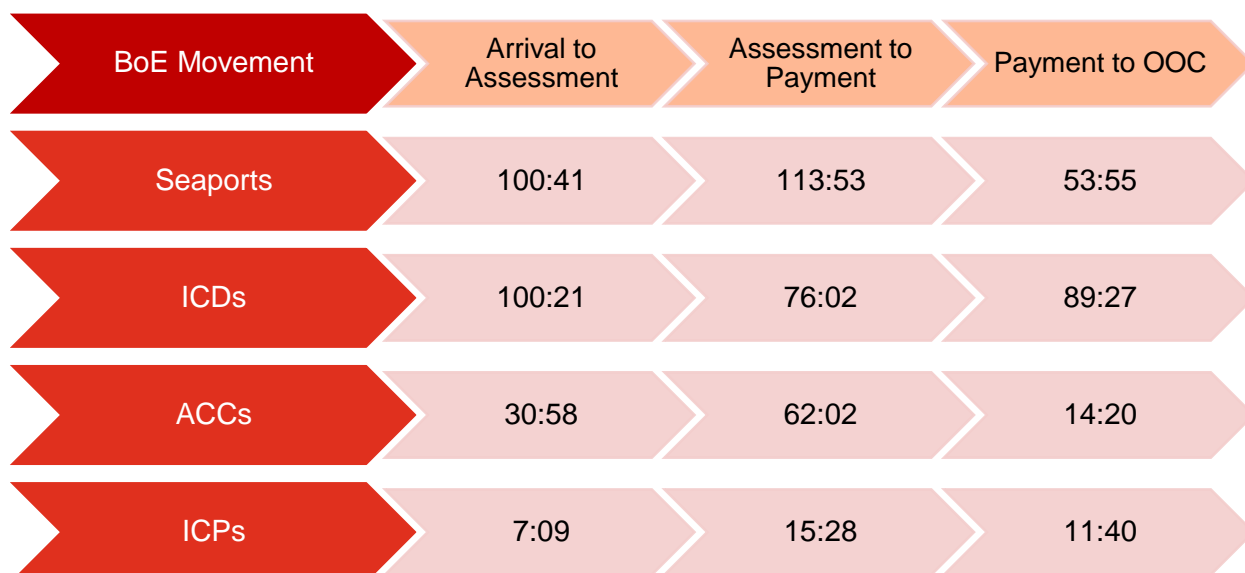 BoE Movement
Arrival to
Assessment
Assessment to
Payment
Payment to OOC
Seaports
100:41
113:53
53:55
ICDs
100:21
76:02
89:27
ACCs
30:58
62:02
14:20
ICPs
7:09
15:28
11:40